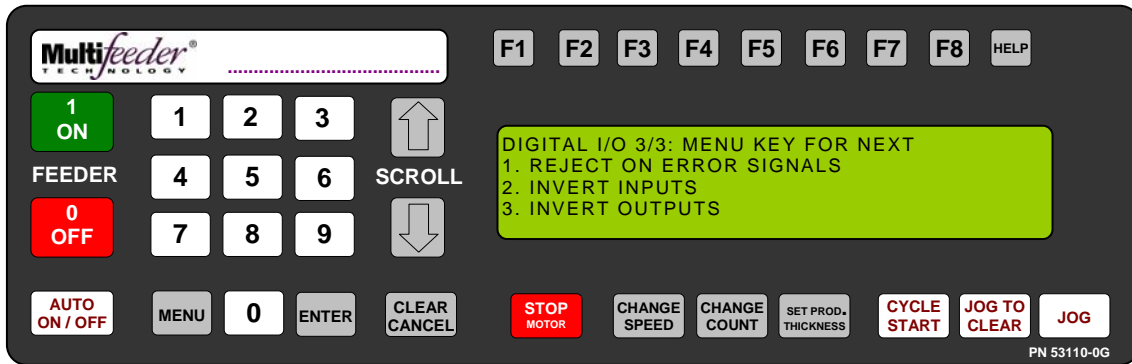 Multifeeder®
TECHNOLOGY
F1 F2 F3 F4 F5 F6 F7 F8 HELP
1
ON
FEEDER
0
OFF
1 2 3
4 5 6
7 8 9
SCROLL
DIGITAL I/O 3/3: MENU KEY FOR NEXT
1. REJECT ON ERROR SIGNALS
2. INVERT INPUTS
3. INVERT OUTPUTS
AUTO
ON / OFF
MENU
0
ENTER
CLEAR
CANCEL
STOP
MOTOR
CHANGE
SPEED
CHANGE
COUNT
SET PROD.
THICKNESS
CYCLE
START
JOG TO
CLEAR
JOG
PN 53110-0G